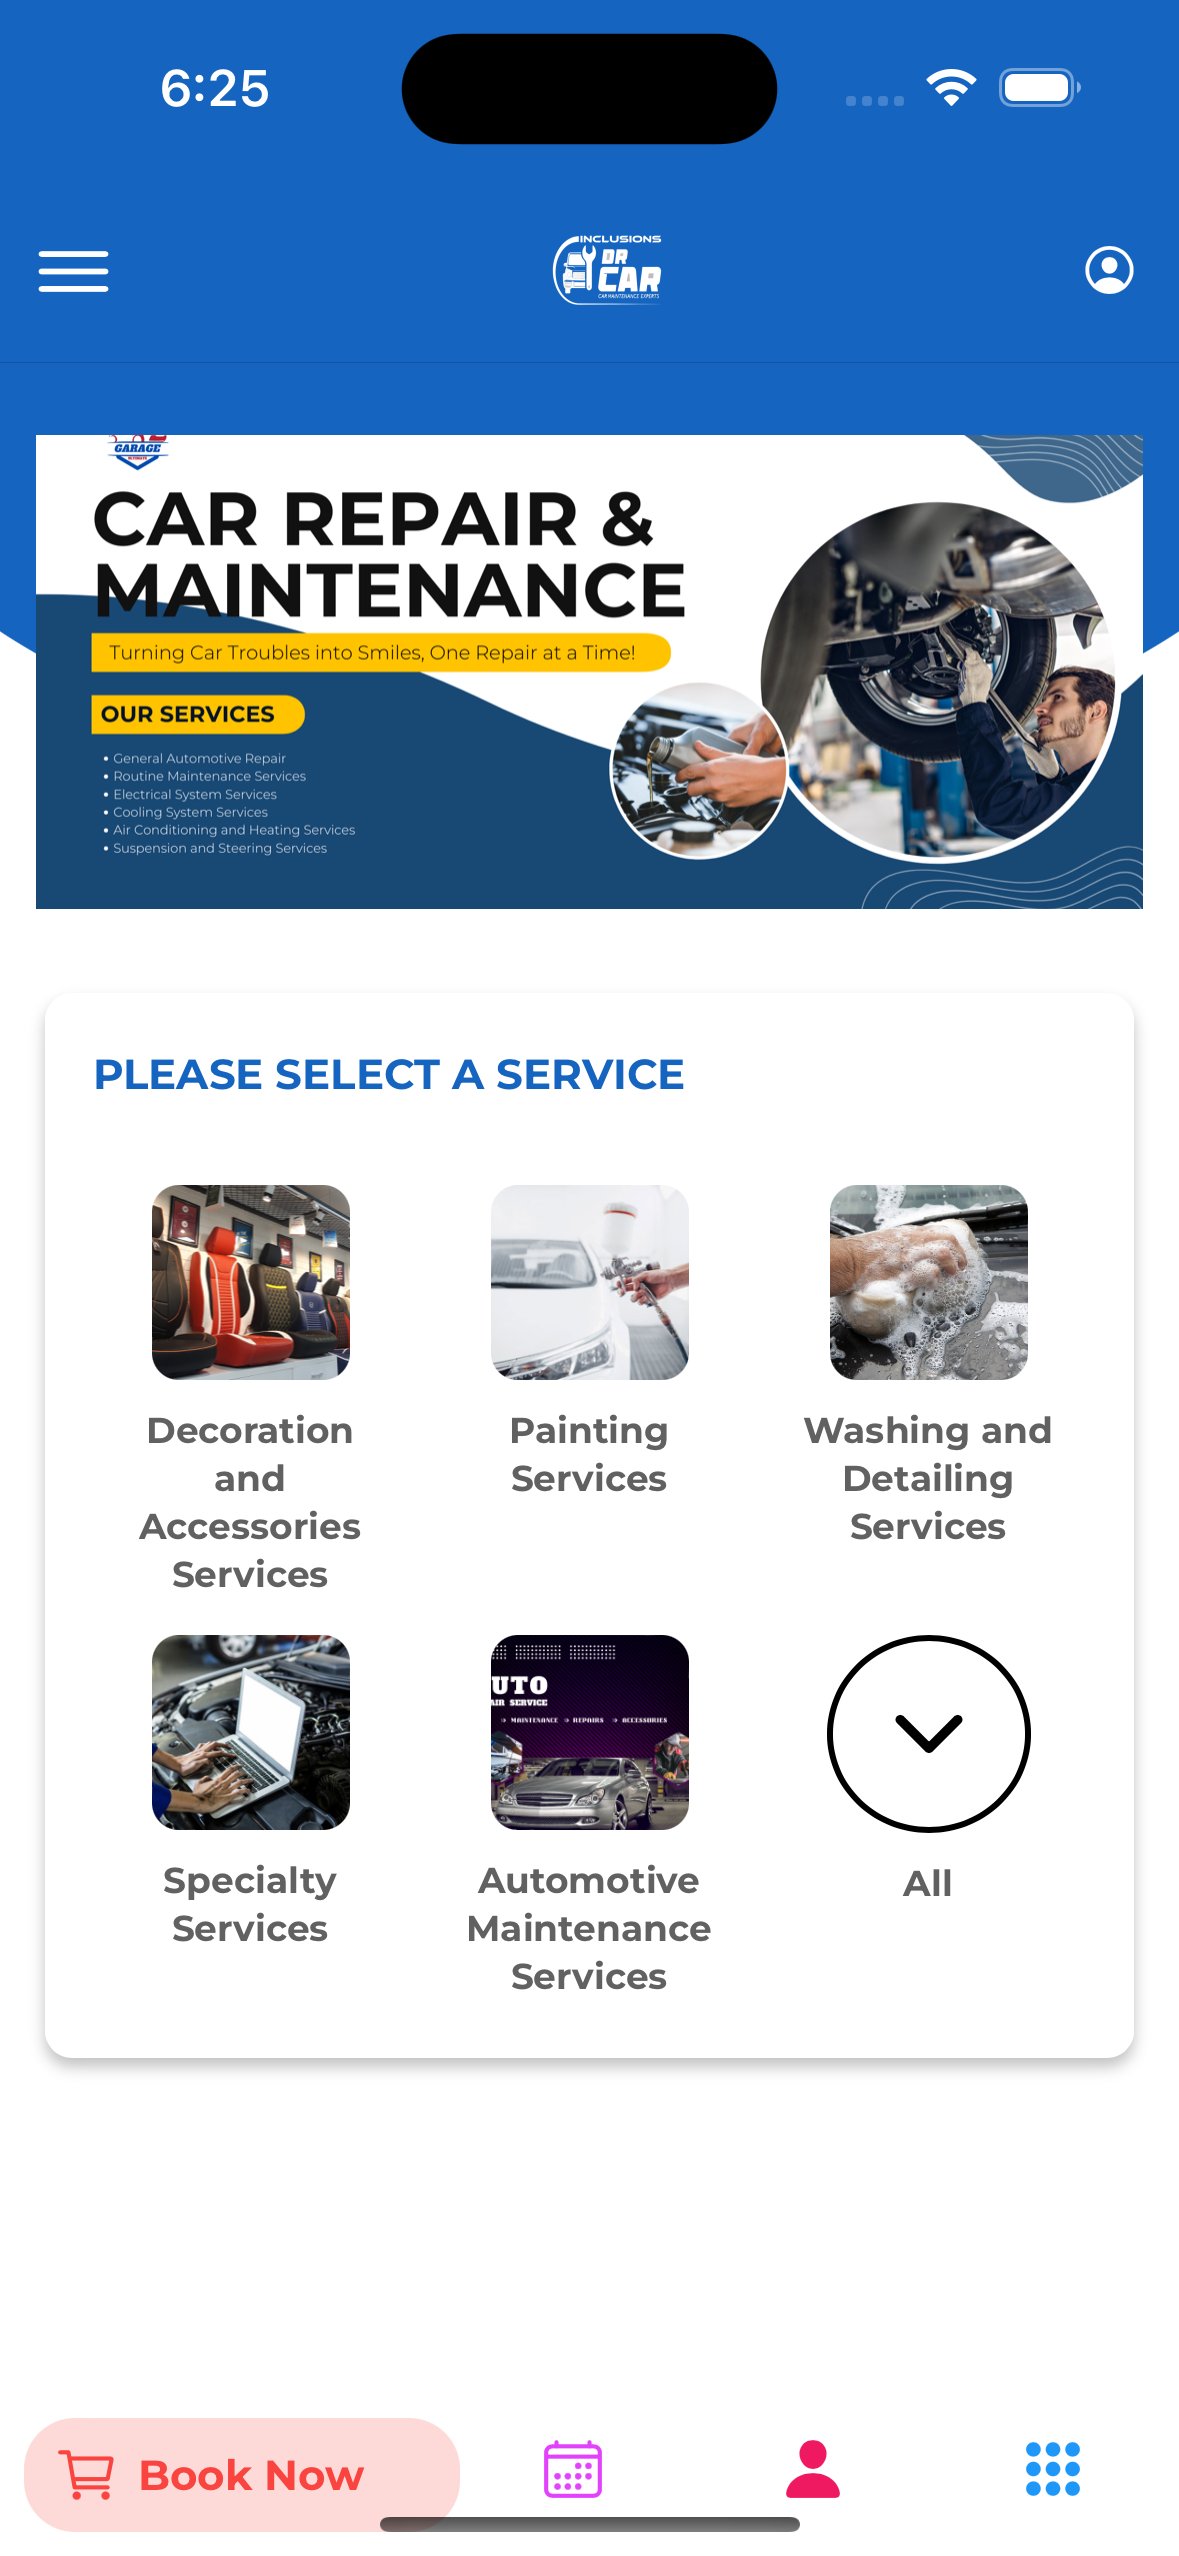 6:25
INCLUSIONS
DR
CAR
CAR MAINTENANCE EXPERTS
GARAGE
CAR REPAIR &
MAINTENANCE
Turning Car Troubles into Smiles, One Repair at a Time!
OUR SERVICES
• General Automotive Repair
• Routine Maintenance Services
• Electrical System Services
• Cooling System Services
• Air Conditioning and Heating Services
• Suspension and Steering Services
PLEASE SELECT A SERVICE
Decoration
and
Accessories
Services
Painting
Services
Washing and
Detailing
Services
UTO
AIR SERVICE
MAINTENANCE REPAIRS ACCESSORIES
Specialty
Services
Automotive
Maintenance
Services
All
Book Now